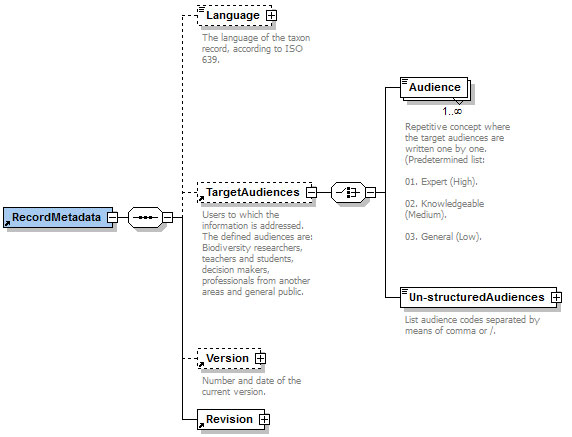 Language
The language of the taxon
record, according to ISO
639.
Audience
1..∞
Repetitive concept where
the target audiences are
written one by one.
(Predetermined list:
01. Expert (High).
02. Knowledgeable
(Medium).
03. General (Low).
TargetAudiences
Users to which the
information is addressed.
The defined audiences are:
Biodiversity researchers,
teachers and students,
decision makers,
professionals from another
areas and general public.
RecordMetadata
Un-structuredAudiences
List audience codes separated by
means of comma or /.
Version
Number and date of the
current version.
Revision